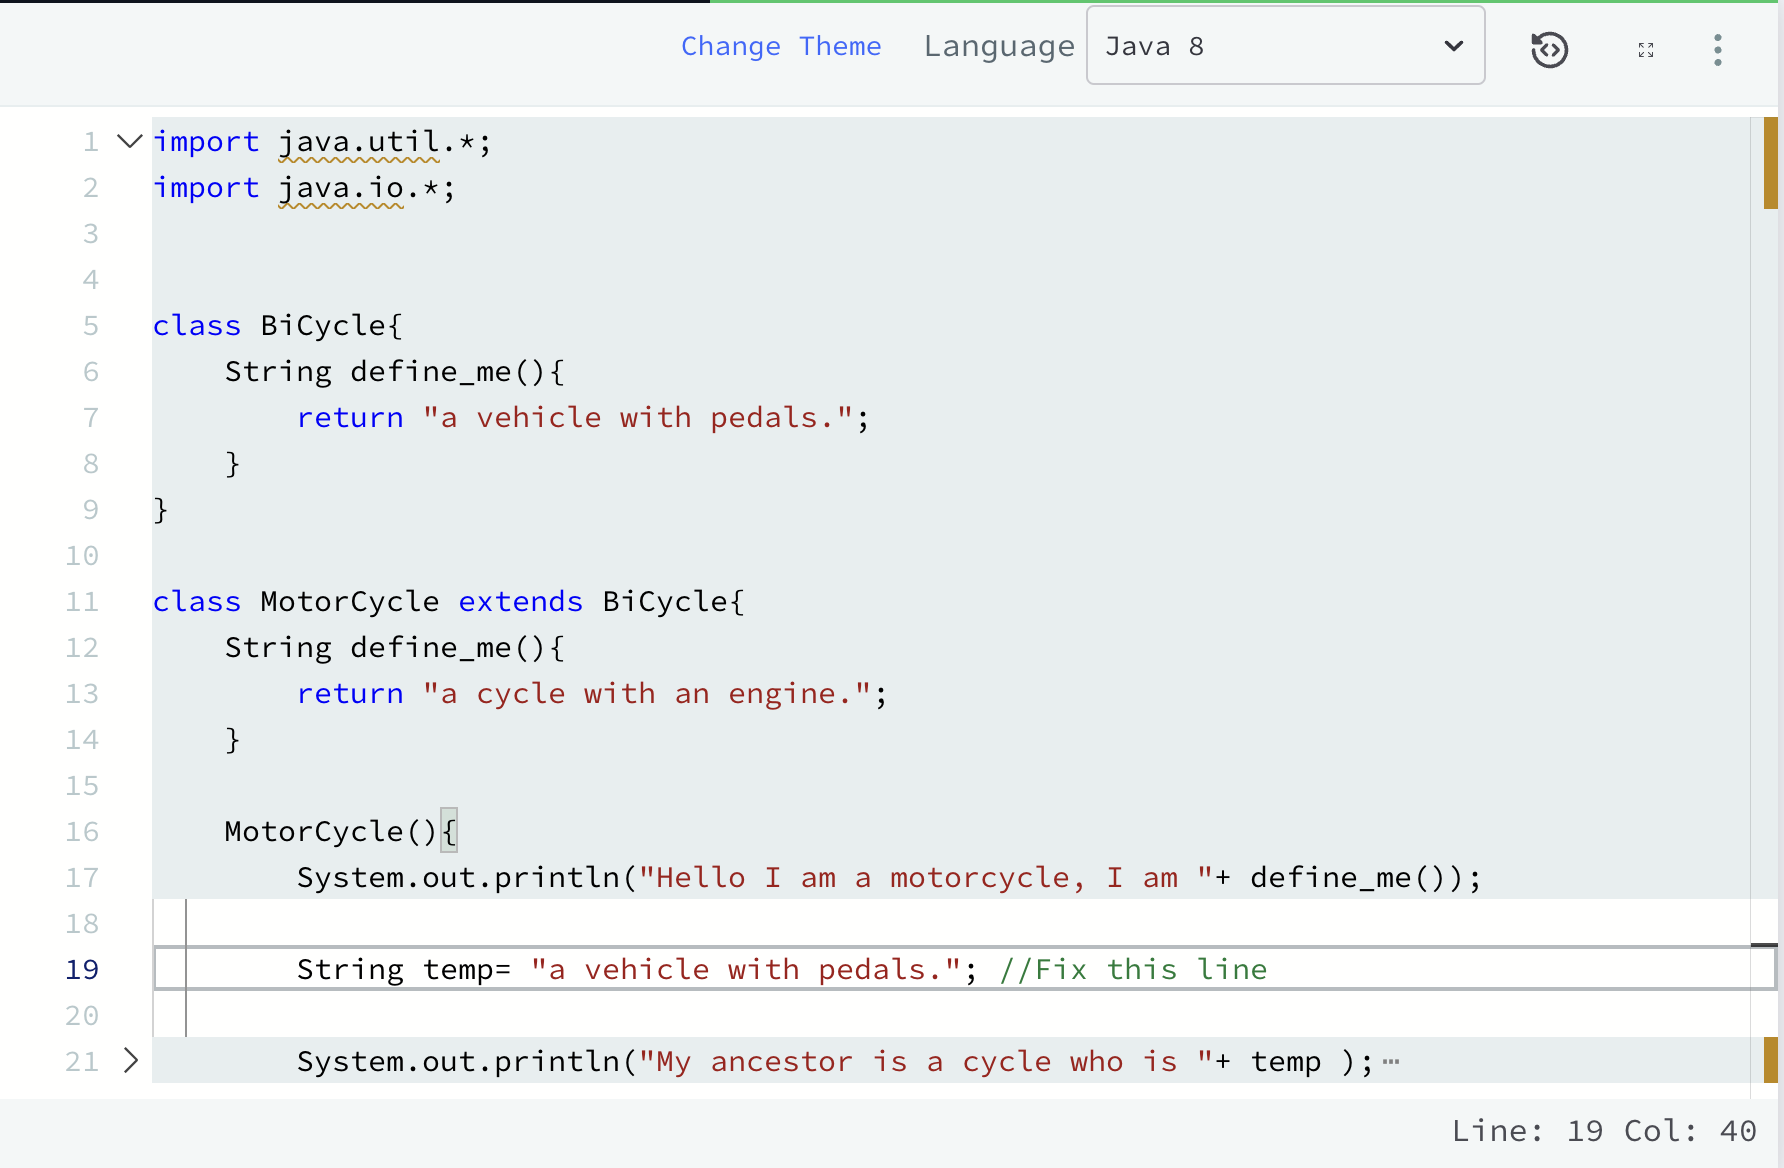 Change Theme Language Java 8
1 import java.util.*;
2 import java.io.*;
3
4
5 class BiCycle{
6     String define_me(){
7         return "a vehicle with pedals.";
8     }
9 }
10
11 class MotorCycle extends BiCycle{
12     String define_me(){
13         return "a cycle with an engine.";
14     }
15
16     MotorCycle(){
17         System.out.println("Hello I am a motorcycle, I am "+ define_me());
18
19         String temp= "a vehicle with pedals."; //Fix this line
20
21         System.out.println("My ancestor is a cycle who is "+ temp );⋯
Line: 19 Col: 40